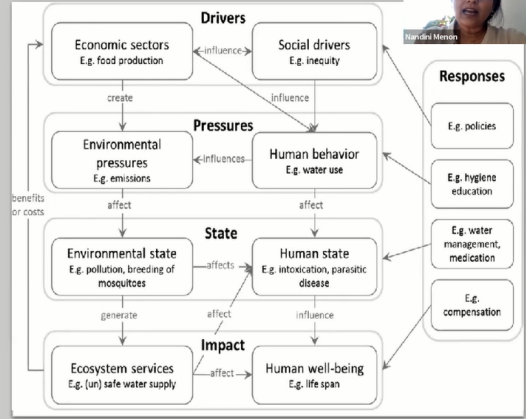 Nandini Menon
Drivers
Economic sectors
E.g. food production
influence
Social drivers
E.g. inequity
create
influence
Pressures
Environmental
pressures
E.g. emissions
influences
Human behavior
E.g. water use
benefits
or costs
affect
affect
State
Environmental state
E.g. pollution, breeding of
mosquitoes
affects
Human state
E.g. intoxication, parasitic
disease
generate
affect
influence
Impact
Ecosystem services
E.g. (un) safe water supply
affect
Human well-being
E.g. life span
Responses
E.g. policies
E.g. hygiene
education
E.g. water
management,
medication
E.g.
compensation